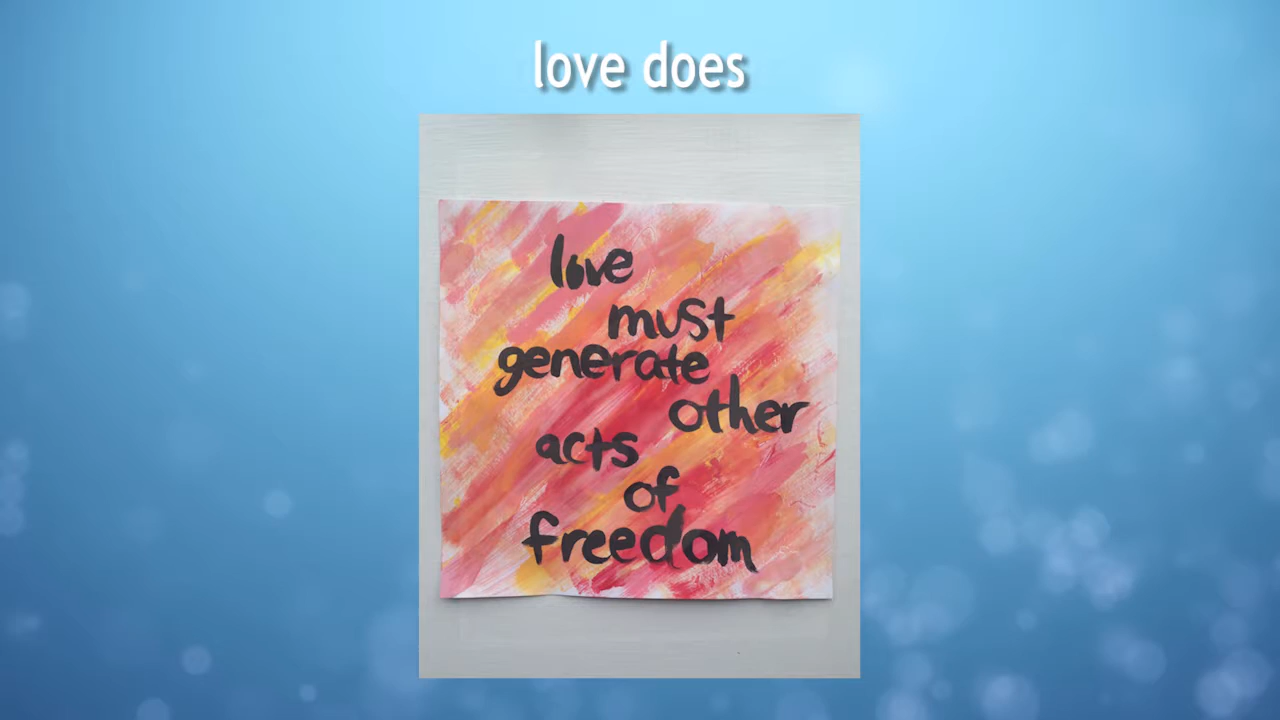 love does
love
must
generate
other
acts
of
freedom